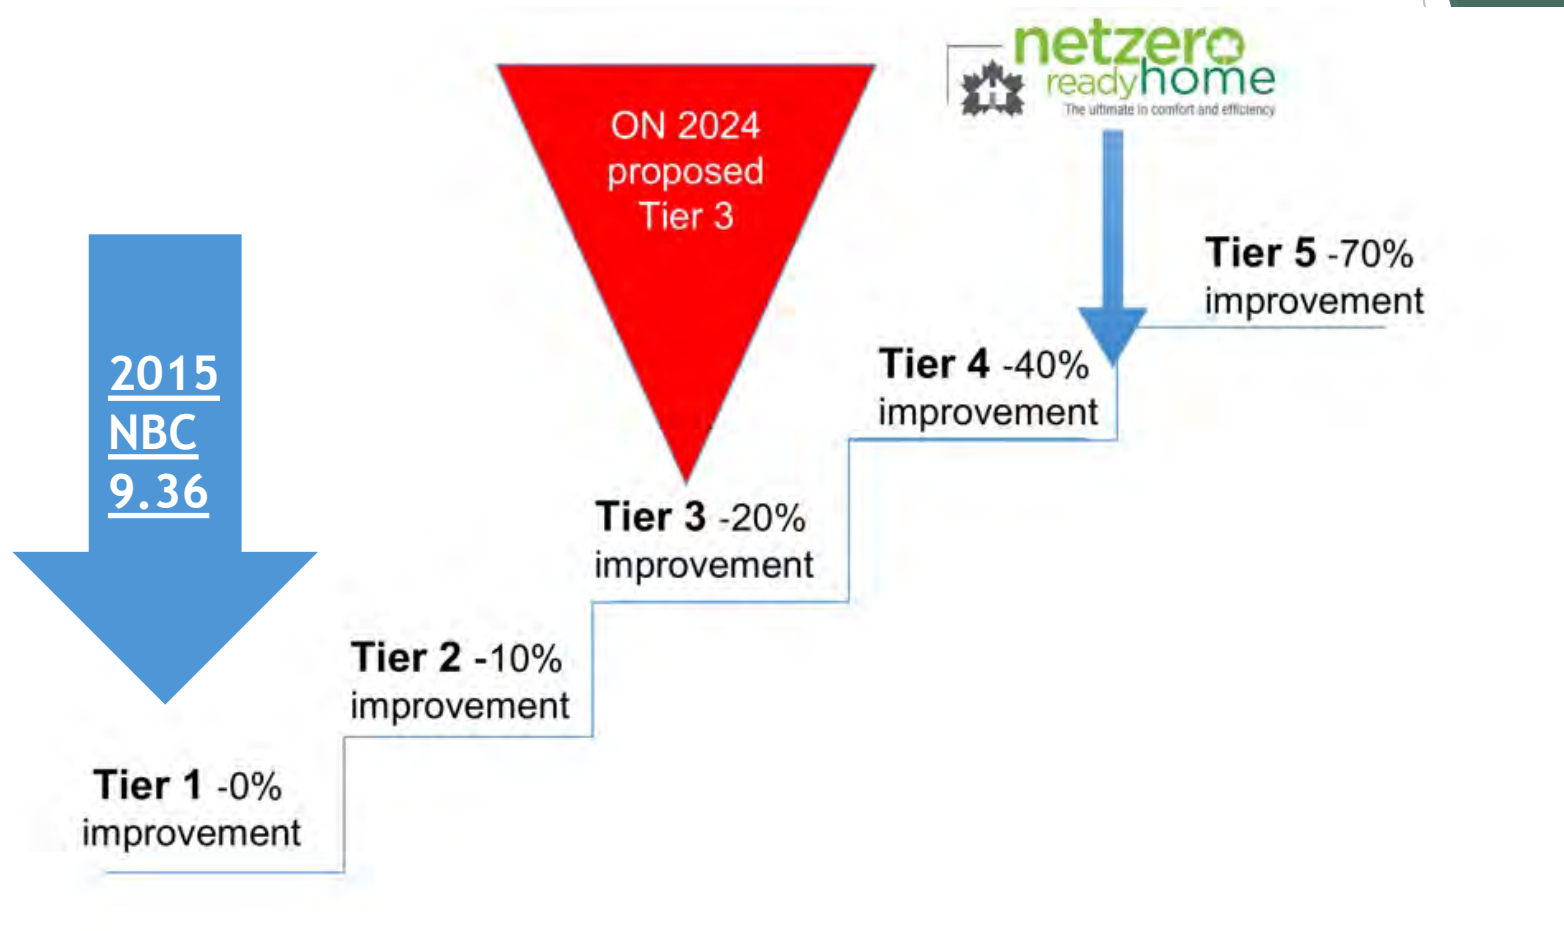 netzero
readyhome
The ultimate in comfort and efficiency
ON 2024
proposed
Tier 3
Tier 5 -70%
improvement
2015
NBC
9.36
Tier 4 -40%
improvement
Tier 3 -20%
improvement
Tier 2 -10%
improvement
Tier 1 -0%
improvement